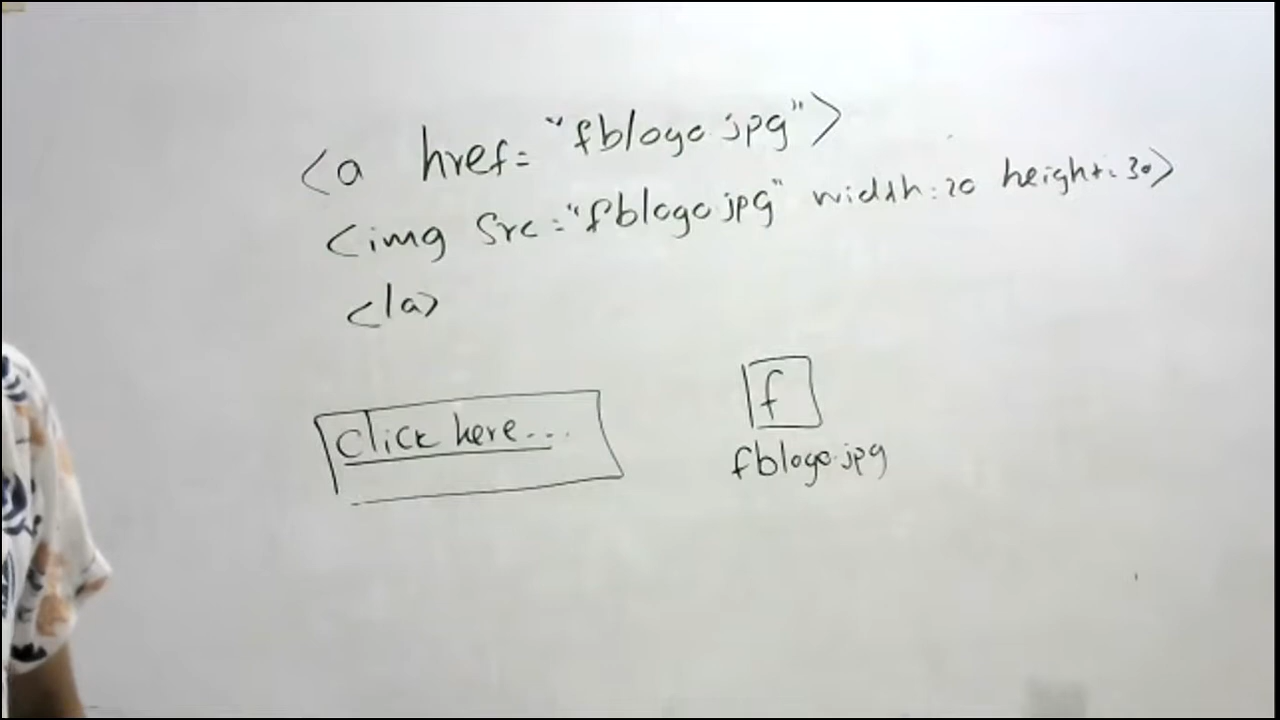 <a href= "fblogo.jpg">
<img src="fblogo.jpg" width:20 height:30>
</a>
Click here...
f
fblogo.jpg